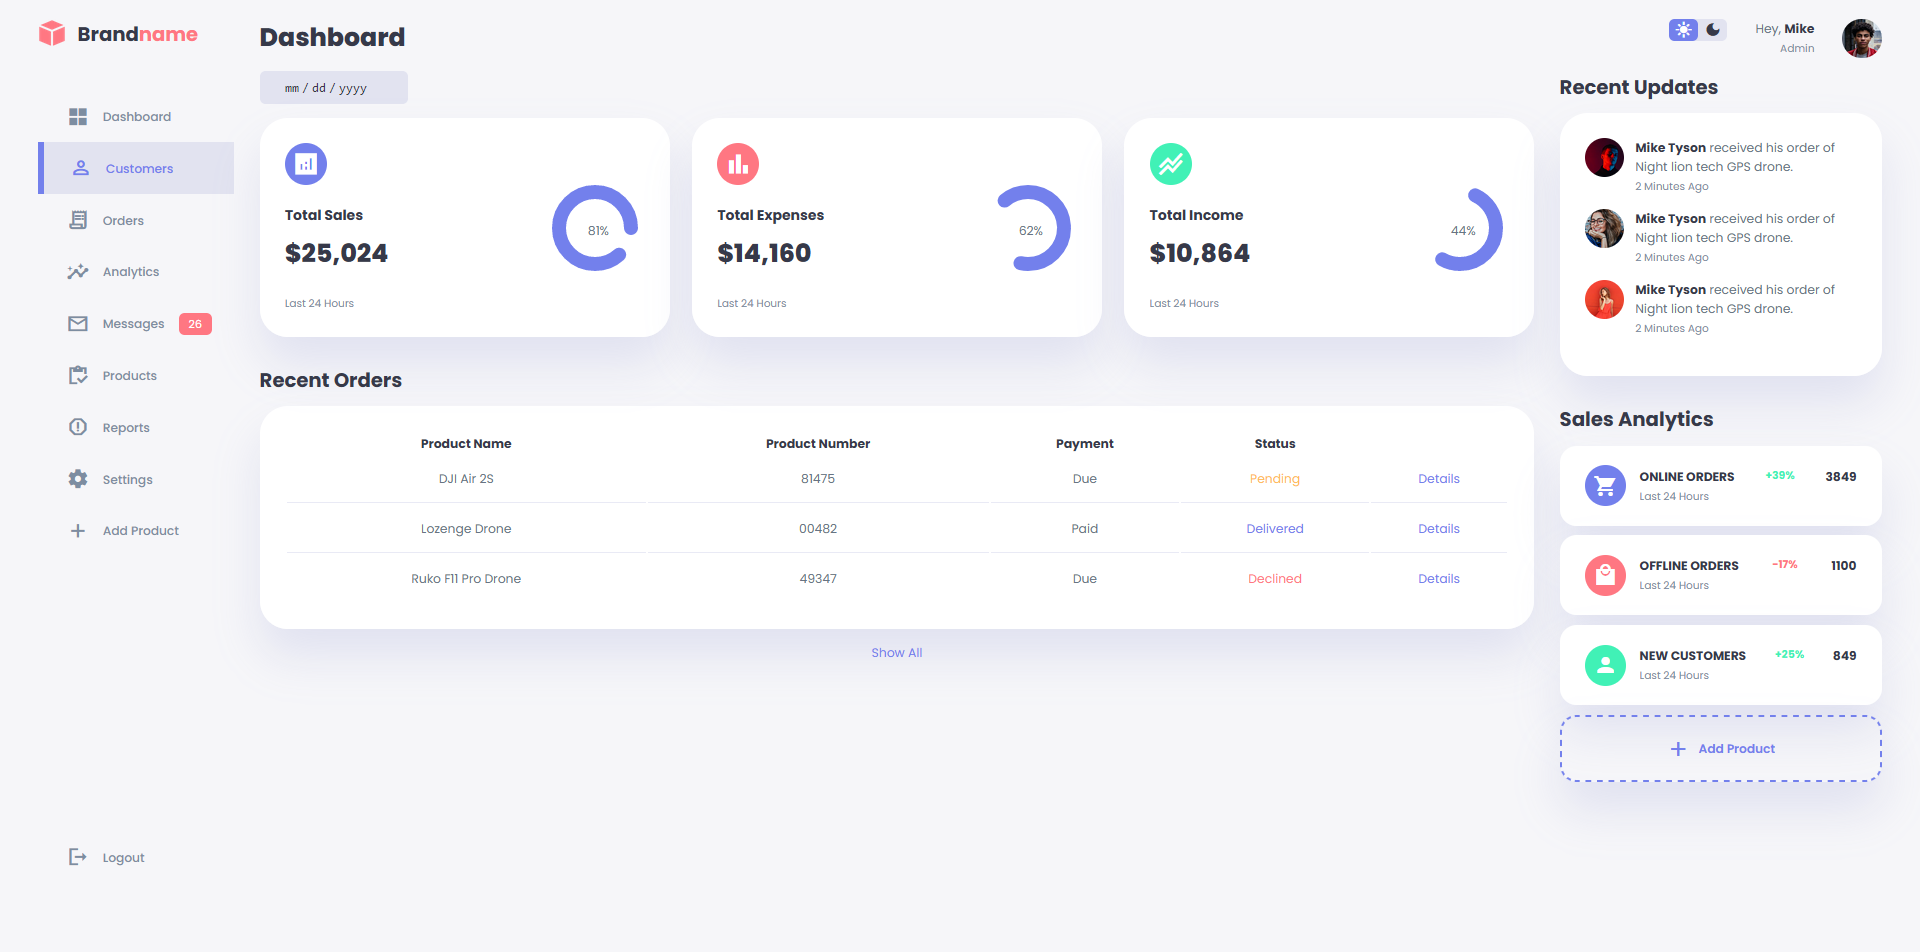 Brandname
Dashboard
Customers
Orders
Analytics
Messages 26
Products
Reports
Settings
Add Product
Logout
Dashboard
mm / dd / yyyy
Total Sales
$25,024
81%
Last 24 Hours
Total Expenses
$14,160
62%
Last 24 Hours
Total Income
$10,864
44%
Last 24 Hours
Recent Orders
Product Name Product Number Payment Status
DJI Air 2S 81475 Due Pending Details
Lozenge Drone 00482 Paid Delivered Details
Ruko F11 Pro Drone 49347 Due Declined Details
Show All
Hey, Mike
Admin
Recent Updates
Mike Tyson received his order of
Night lion tech GPS drone.
2 Minutes Ago
Mike Tyson received his order of
Night lion tech GPS drone.
2 Minutes Ago
Mike Tyson received his order of
Night lion tech GPS drone.
2 Minutes Ago
Sales Analytics
ONLINE ORDERS +39% 3849
Last 24 Hours
OFFLINE ORDERS -17% 1100
Last 24 Hours
NEW CUSTOMERS +25% 849
Last 24 Hours
Add Product